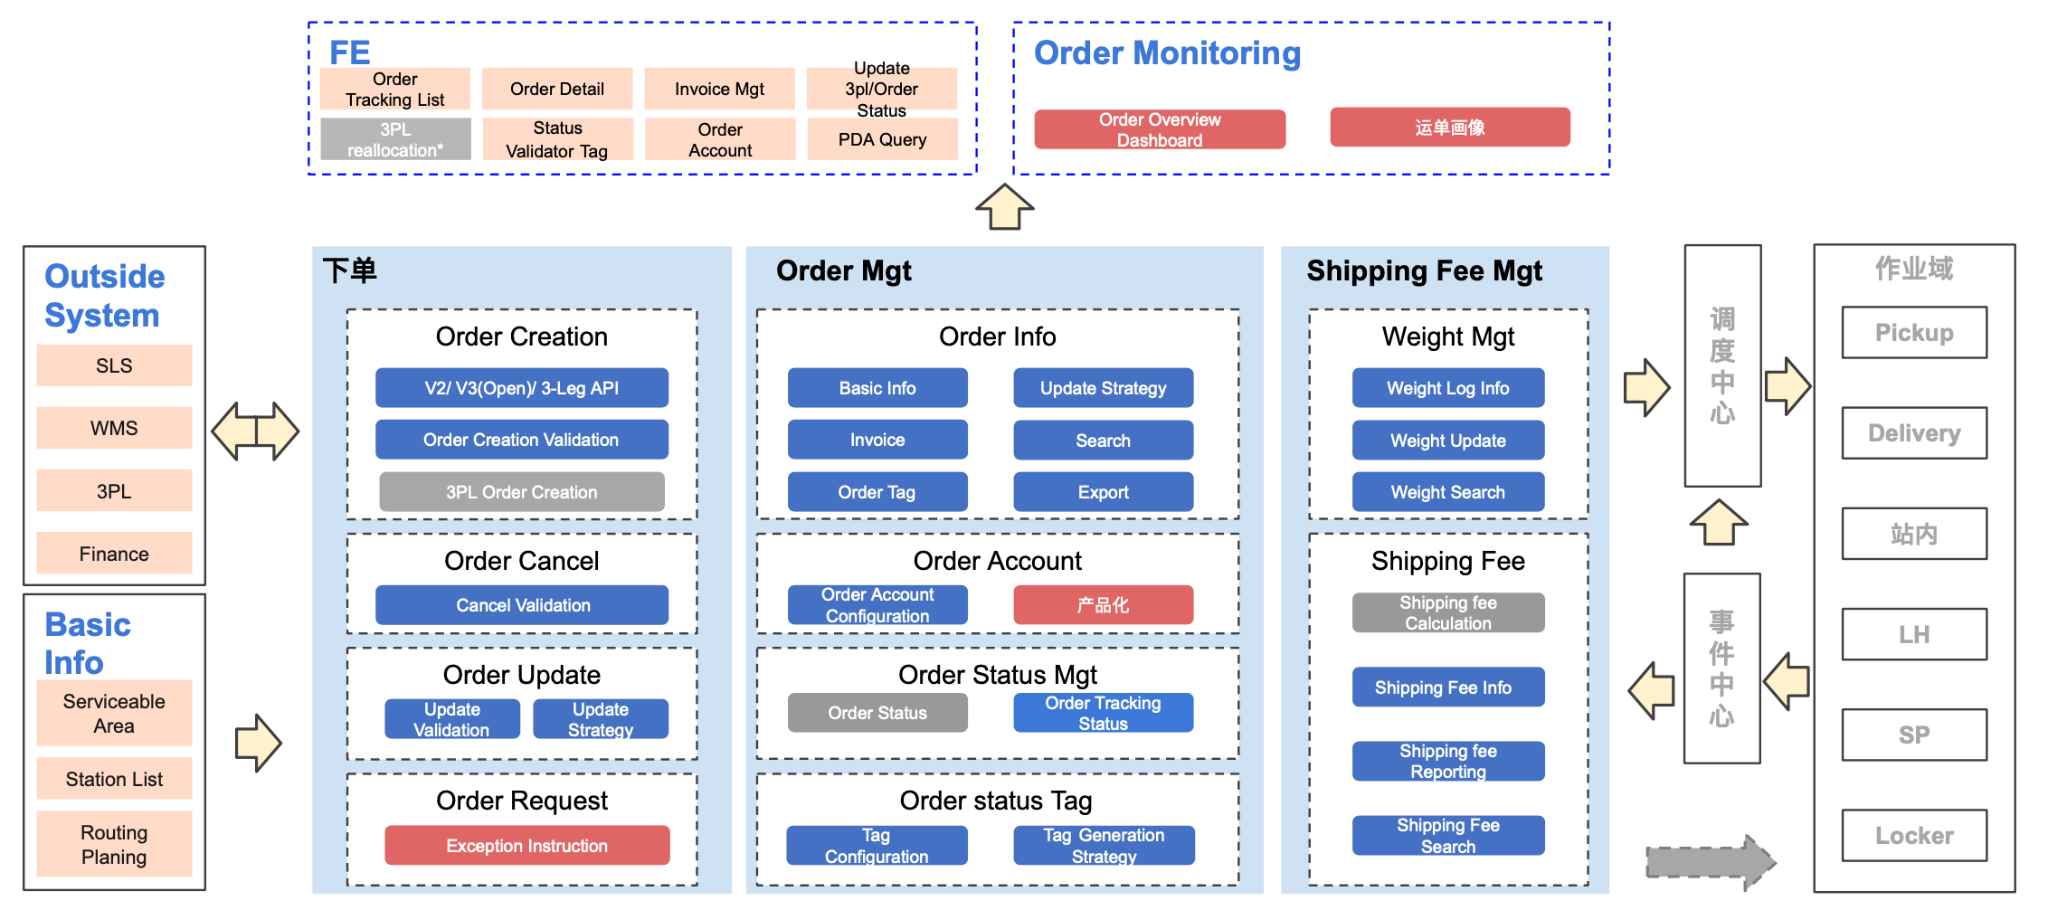 FE
Order
Tracking List
Order Detail
Invoice Mgt
Update
3pl/Order
Status
3PL
reallocation*
Status
Validator Tag
Order
Account
PDA Query
Order Monitoring
Order Overview
Dashboard
运单画像
Outside
System
SLS
WMS
3PL
Finance
Basic
Info
Serviceable
Area
Station List
Routing
Planing
下单
Order Creation
V2/ V3(Open)/ 3-Leg API
Order Creation Validation
3PL Order Creation
Order Cancel
Cancel Validation
Order Update
Update
Validation
Update
Strategy
Order Request
Exception Instruction
Order Mgt
Order Info
Basic Info
Update Strategy
Invoice
Search
Order Tag
Export
Order Account
Order Account
Configuration
产品化
Order Status Mgt
Order Status
Order Tracking
Status
Order status Tag
Tag
Configuration
Tag Generation
Strategy
Shipping Fee Mgt
Weight Mgt
Weight Log Info
Weight Update
Weight Search
Shipping Fee
Shipping fee
Calculation
Shipping Fee Info
Shipping fee
Reporting
Shipping Fee
Search
调度中心
事件中心
作业域
Pickup
Delivery
站内
LH
SP
Locker